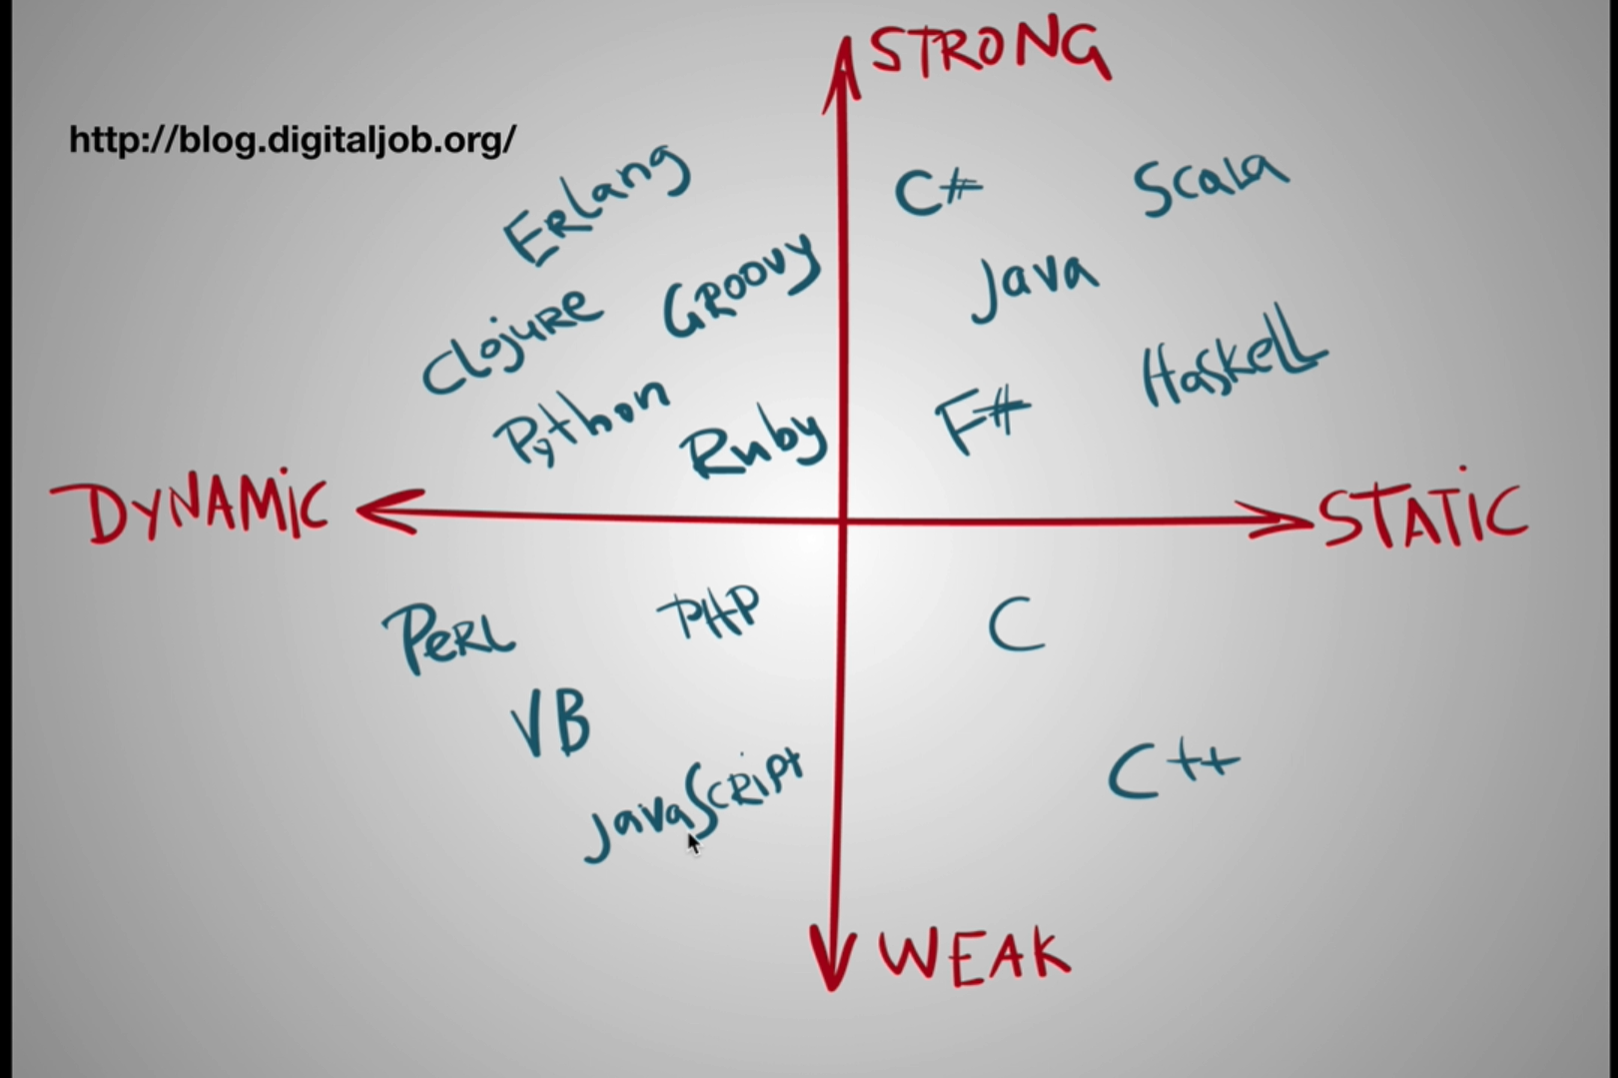 STRONG
http://blog.digitaljob.org/
Erlang
C#
Scala
Groovy
Java
Clojure
Haskell
Python
Ruby
F#
DYNAMIC
STATIC
PERL
PHP
C
VB
JavaScript
C++
WEAK